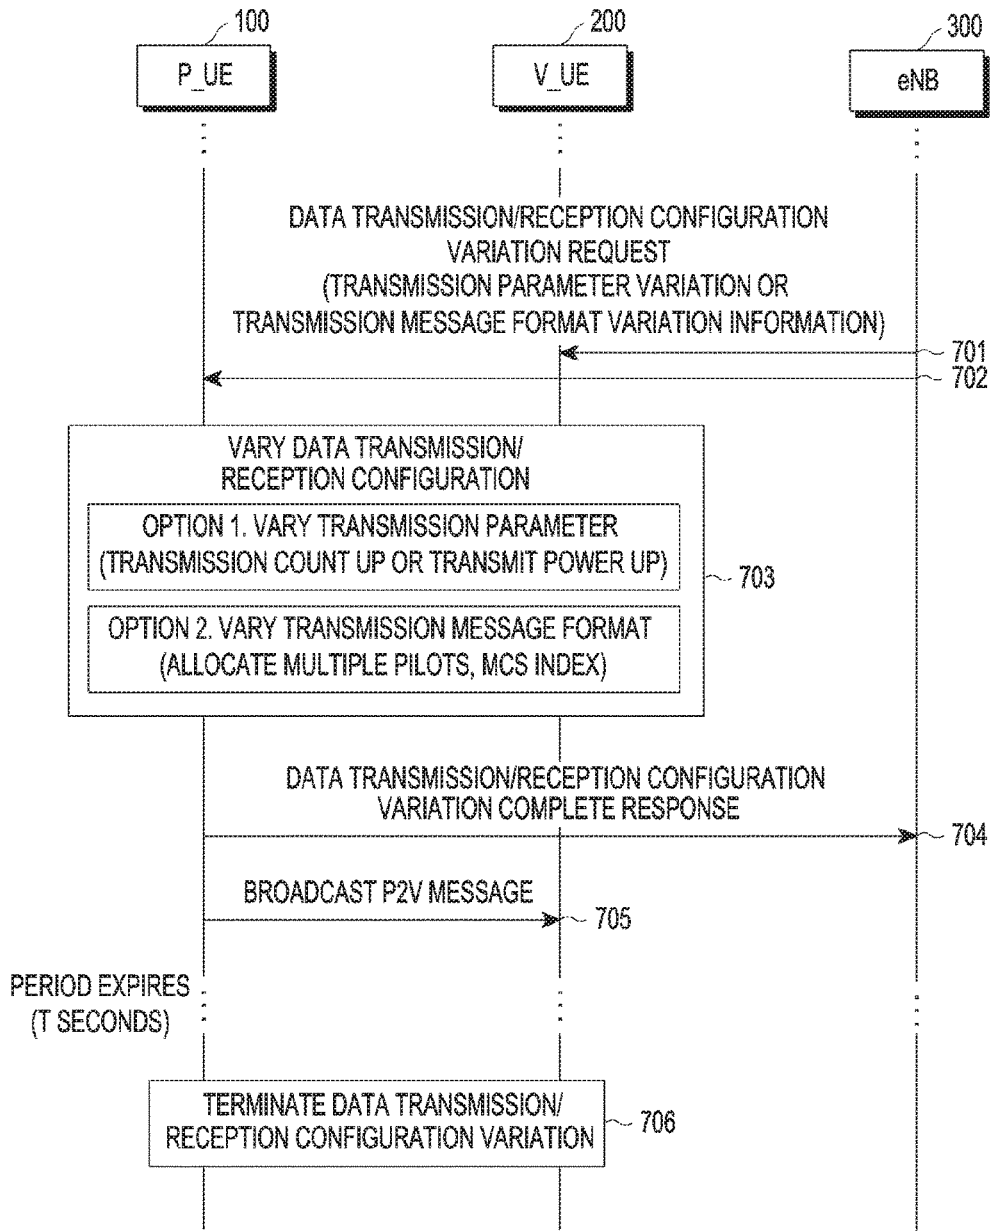 100
200
300
P_UE
V_UE
eNB
DATA TRANSMISSION/RECEPTION CONFIGURATION
VARIATION REQUEST
(TRANSMISSION PARAMETER VARIATION OR
TRANSMISSION MESSAGE FORMAT VARIATION INFORMATION)
701
702
VARY DATA TRANSMISSION/
RECEPTION CONFIGURATION
OPTION 1. VARY TRANSMISSION PARAMETER
(TRANSMISSION COUNT UP OR TRANSMIT POWER UP)
703
OPTION 2. VARY TRANSMISSION MESSAGE FORMAT
(ALLOCATE MULTIPLE PILOTS, MCS INDEX)
DATA TRANSMISSION/RECEPTION CONFIGURATION
VARIATION COMPLETE RESPONSE
704
BROADCAST P2V MESSAGE
705
PERIOD EXPIRES
(T SECONDS)
TERMINATE DATA TRANSMISSION/
RECEPTION CONFIGURATION VARIATION
706